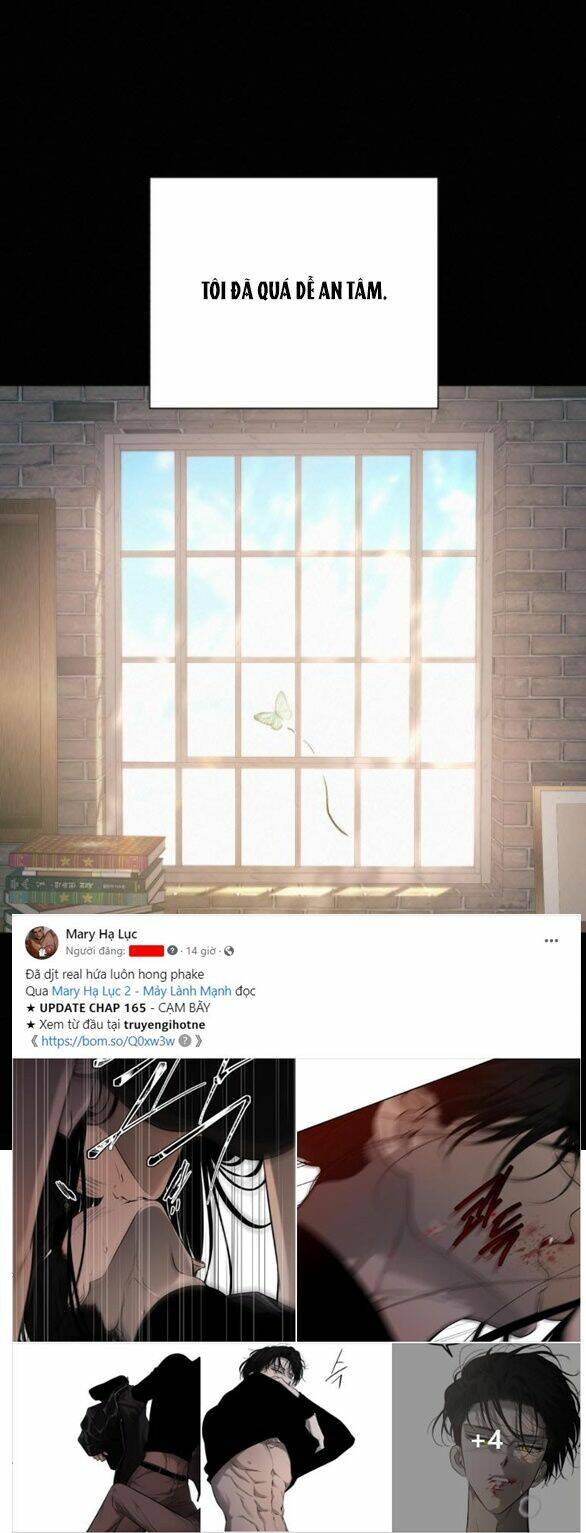 TÔI ĐÃ QUÁ DỄ AN TÂM.
Mary Hạ Lục
Người đăng: · 14 giờ ·
Đã djt real hứa luôn hong phake
Qua Mary Hạ Lục 2 - Mảy Lành Mạnh đọc
★ UPDATE CHAP 165 - CẠM BẪY
★ Xem từ đầu tại truyengihotne
《 https://bom.so/Q0xw3w 》
+4